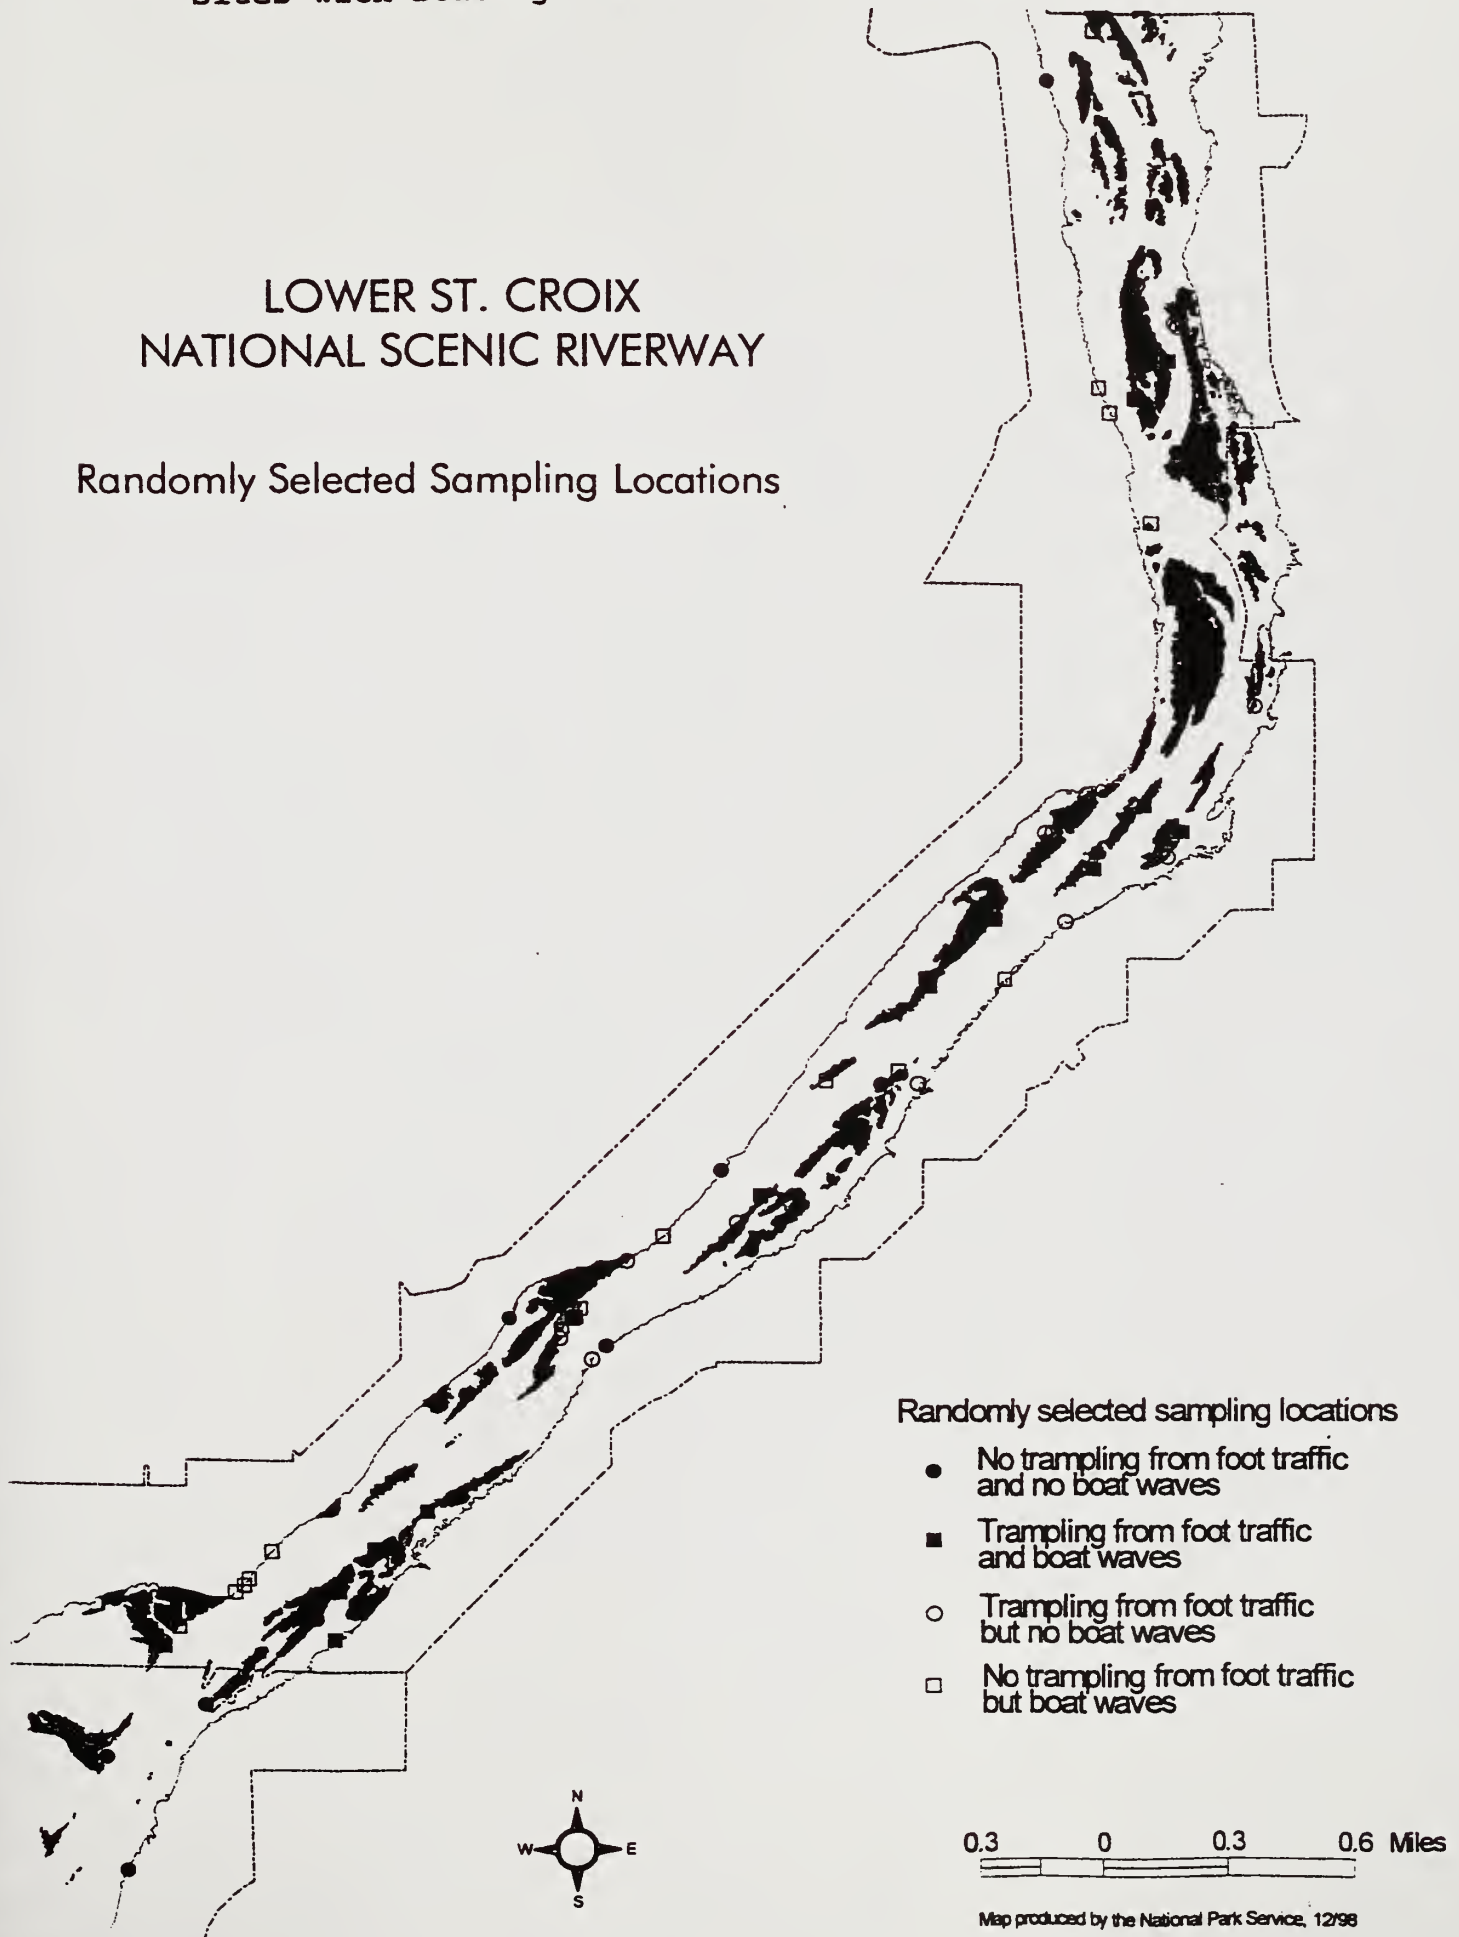 LOWER ST. CROIX
NATIONAL SCENIC RIVERWAY
Randomly Selected Sampling Locations
Randomly selected sampling locations
No trampling from foot traffic
and no boat waves
Trampling from foot traffic
and boat waves
Trampling from foot traffic
but no boat waves
No trampling from foot traffic
but boat waves
N
W E
S
0.3 0 0.3 0.6 Miles
Map produced by the National Park Service, 12/98